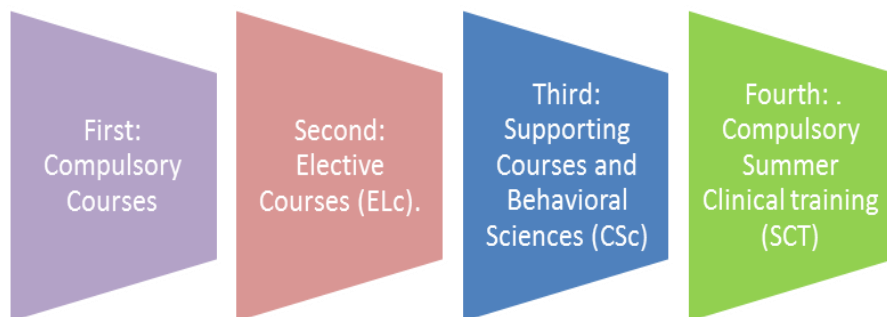 First:
Compulsory
Courses
Second:
Elective
Courses (ELc).
Third:
Supporting
Courses and
Behavioral
Sciences (CSc)
Fourth: .
Compulsory
Summer
Clinical training
(SCT)